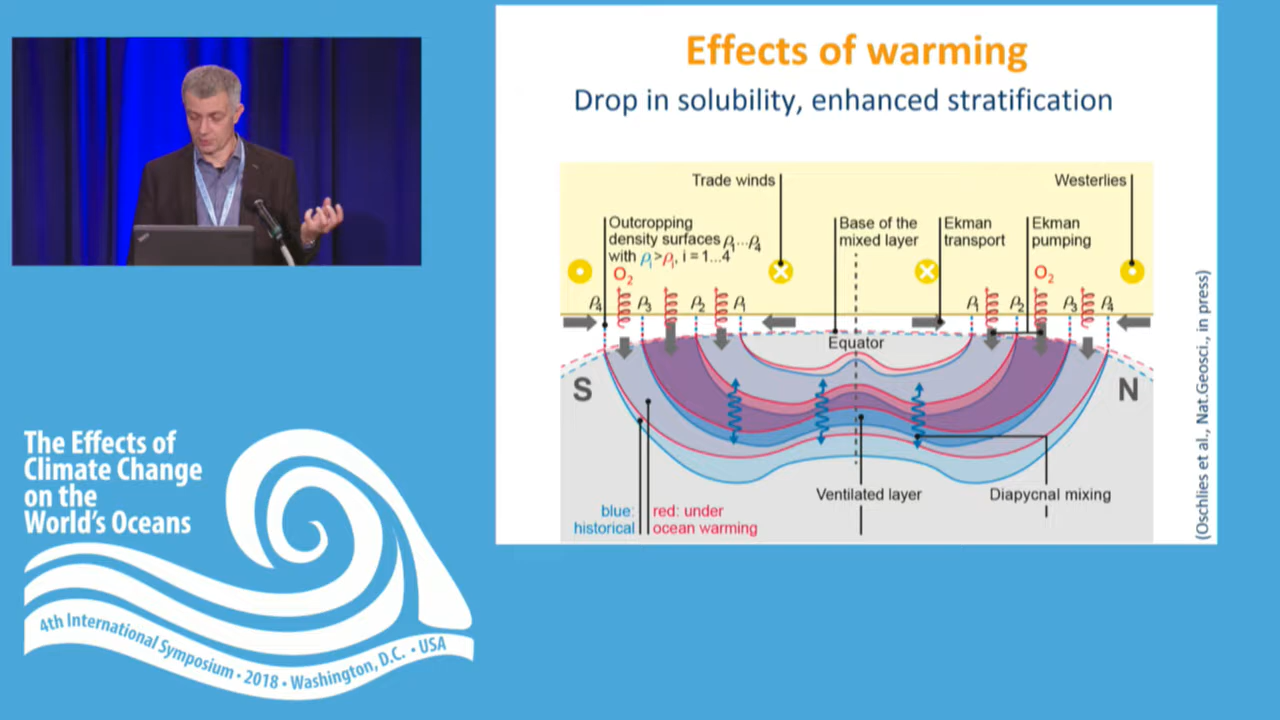 Effects of warming
Drop in solubility, enhanced stratification
Trade winds
Westerlies
Outcropping
density surfaces ρ₁...ρ₄
with ρᵢ>ρᵢ, i = 1...4
Base of the
mixed layer
Ekman
transport
Ekman
pumping
O₂
O₂
ρ₄ ρ₃ ρ₂ ρ₁
ρ₁ ρ₂ ρ₃ ρ₄
Equator
S
N
Ventilated layer
Diapycnal mixing
blue:
historical
red: under
ocean warming
(Oschlies et al., Nat.Geosci., in press)
The Effects of
Climate Change
on the
World's Oceans
4th International Symposium • 2018 • Washington, D.C. • USA